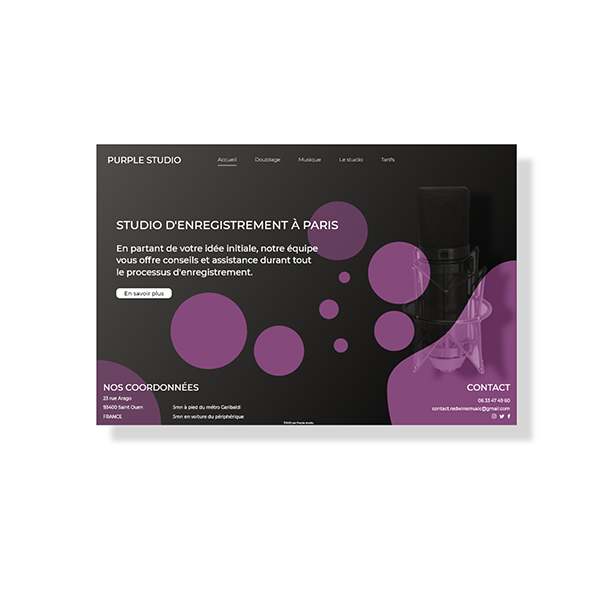 PURPLE STUDIO
Accueil Doublage Musique Le studio Tarifs
STUDIO D'ENREGISTREMENT À PARIS
En partant de votre idée initiale, notre équipe
vous offre conseils et assistance durant tout
le processus d'enregistrement.
En savoir plus
NOS COORDONNÉES
23 rue Arago
93400 Saint Ouen
FRANCE
5mn à pied du métro Garibaldi
5mn en voiture du périphérique
CONTACT
06 33 47 49 60
contact.redwinemusic@gmail.com